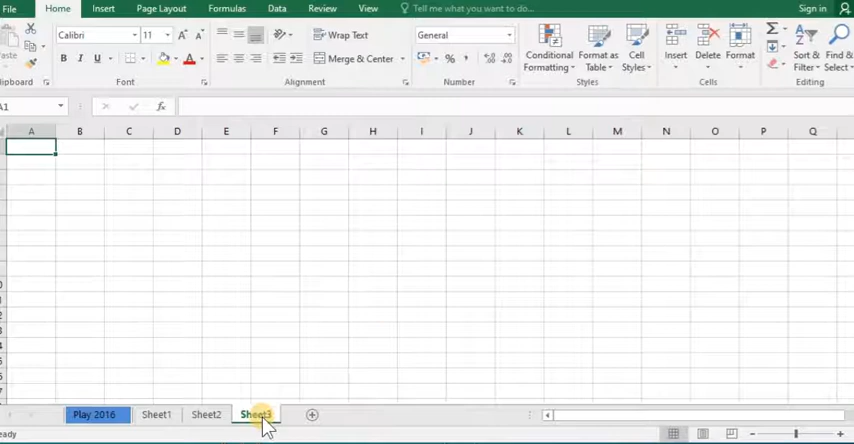 File Home Insert Page Layout Formulas Data Review View Tell me what you want to do... Sign in
Calibri 11 Wrap Text General Conditional Format as Cell Insert Delete Format Sort & Find &
Paste B I U A Merge & Center % Formatting Table Styles Filter Select
Clipboard Font Alignment Number Styles Cells Editing
A1 fx
A B C D E F G H I J K L M N O P Q
Play 2016 Sheet1 Sheet2 Sheet3